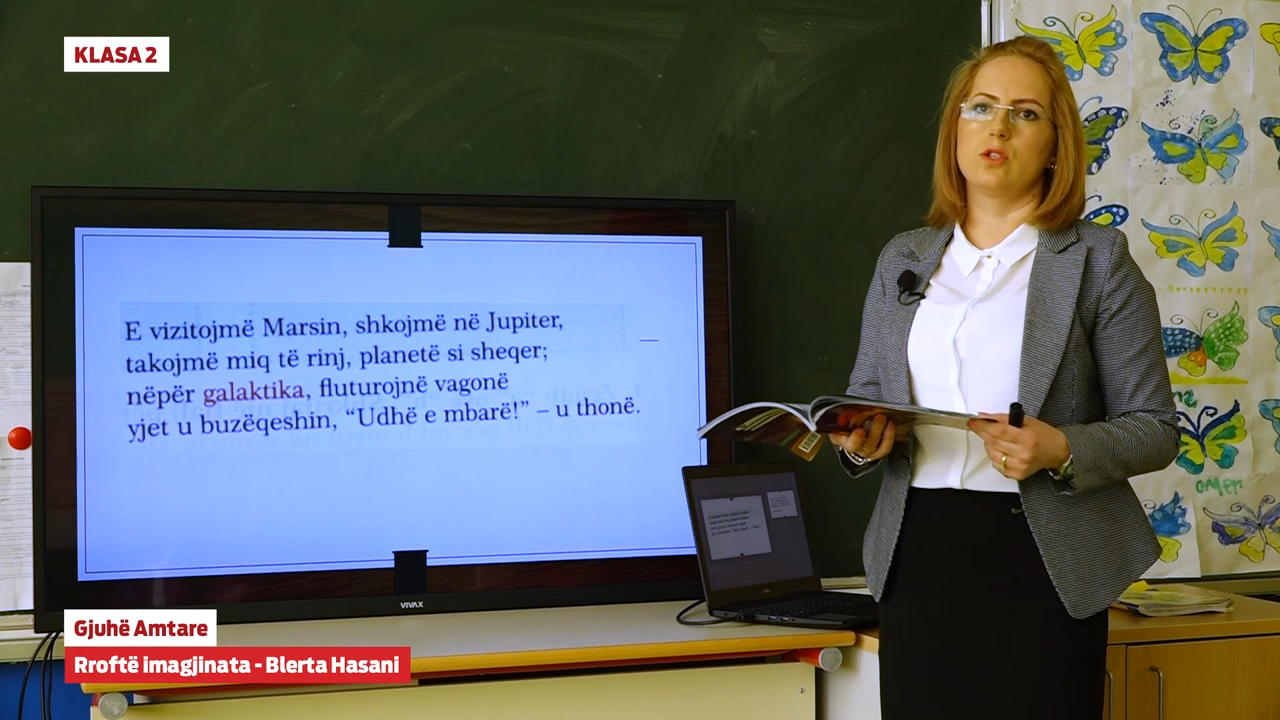 KLASA 2
E vizitojmë Marsin, shkojmë në Jupiter,
takojmë miq të rinj, planetë si sheqer;
nëpër galaktika, fluturojnë vagonë
yjet u buzëqeshin, “Udhë e mbarë!” – u thonë.
VIVAX
Gjuhë Amtare
Rroftë imagjinata - Blerta Hasani